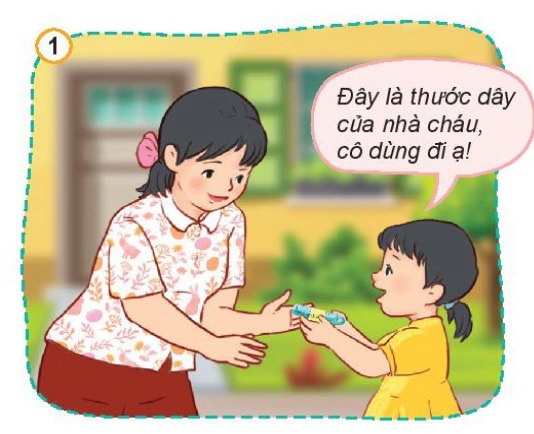 1
Đây là thước dây
của nhà cháu,
cô dùng đi ạ!